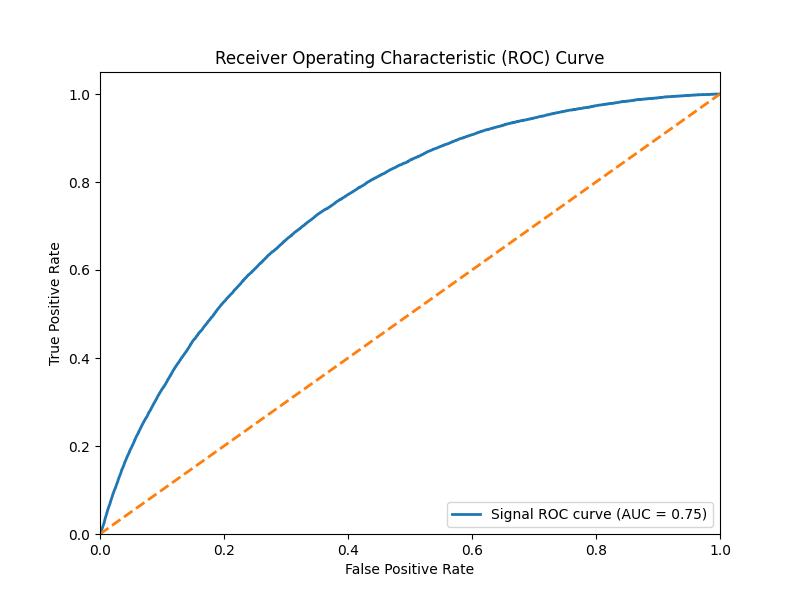 Receiver Operating Characteristic (ROC) Curve
True Positive Rate
1.0
0.8
0.6
0.4
0.2
0.0
Signal ROC curve (AUC = 0.75)
0.0 0.2 0.4 0.6 0.8 1.0
False Positive Rate